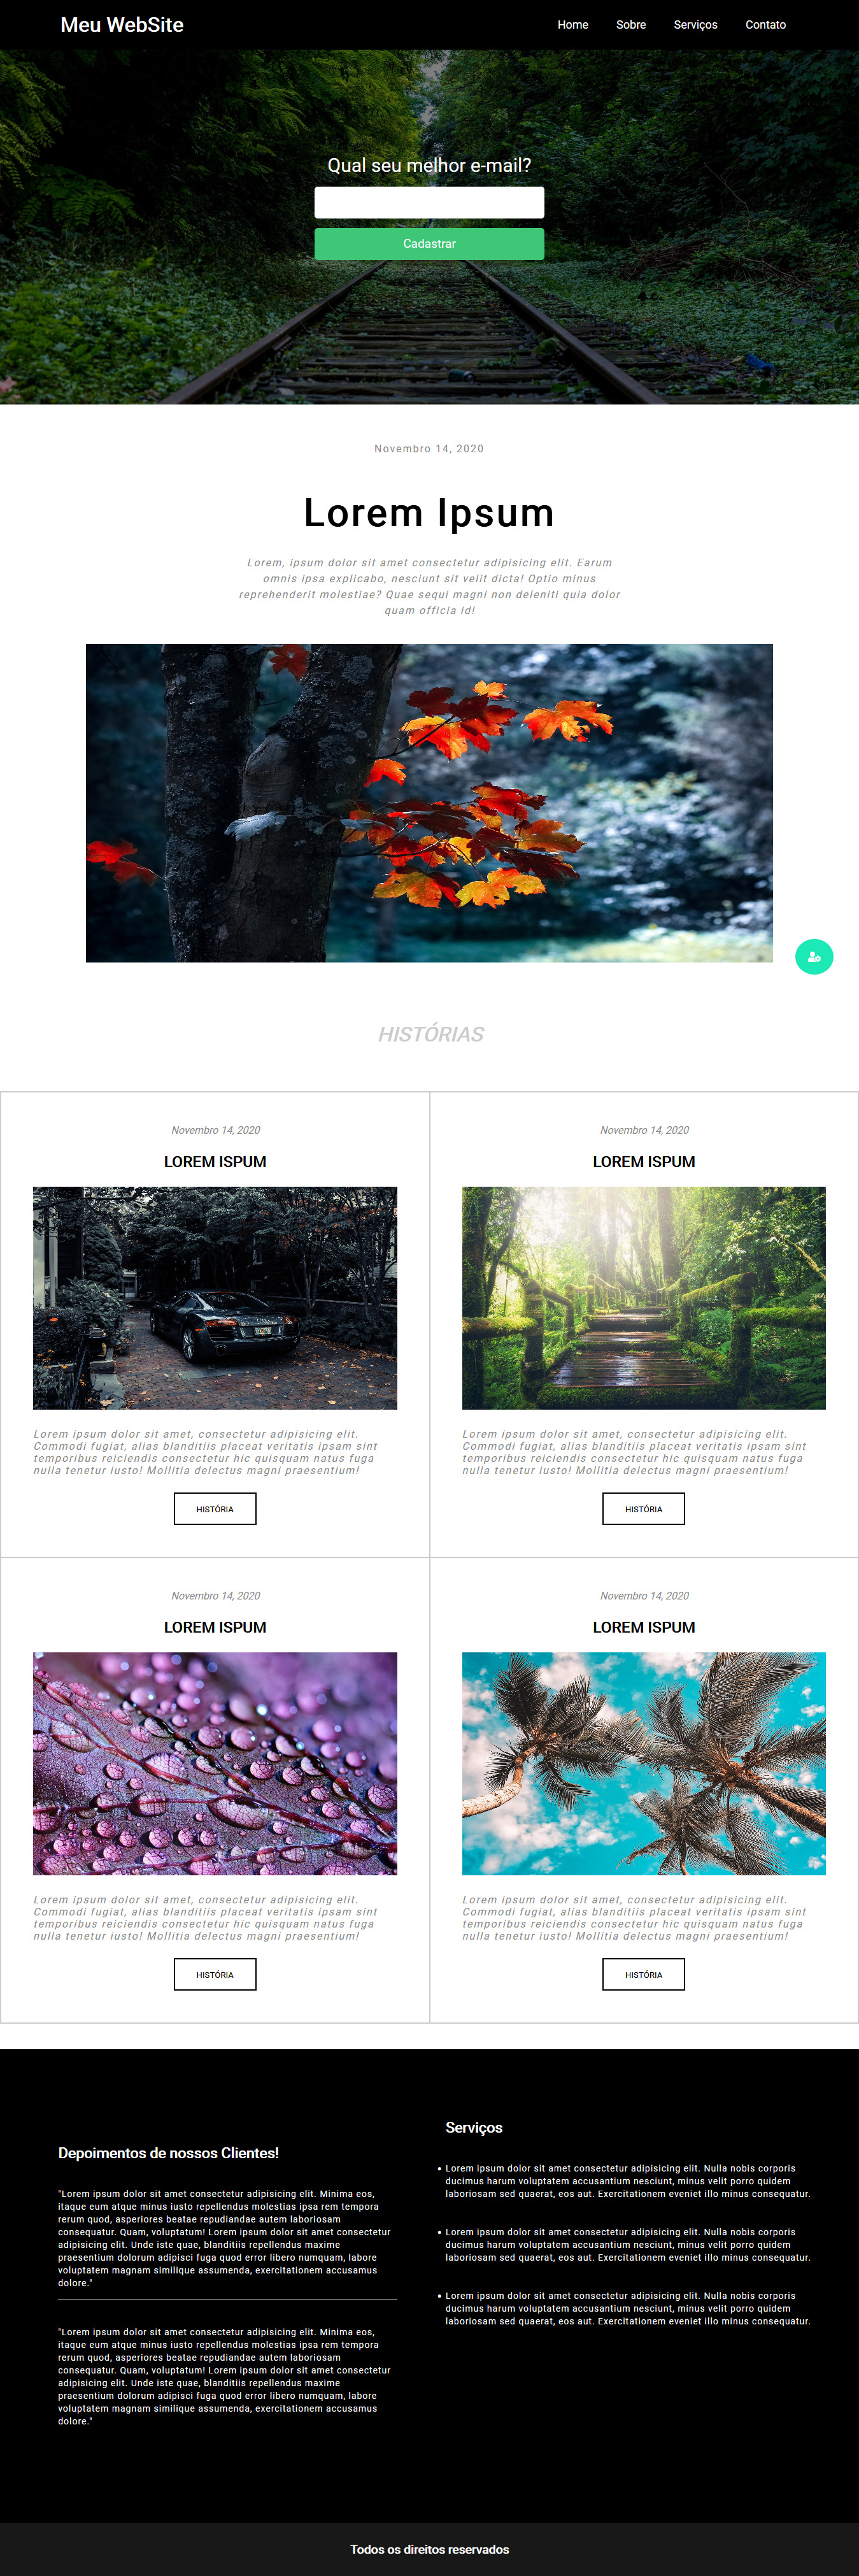 Meu WebSite
Home Sobre Serviços Contato
Qual seu melhor e-mail?
Cadastrar
Novembro 14, 2020
Lorem Ipsum
Lorem, ipsum dolor sit amet consectetur adipisicing elit. Earum
omnis ipsa explicabo, nesciunt sit velit dicta! Optio minus
reprehenderit molestiae? Quae sequi magni non deleniti quia dolor
quam officia id!
HISTÓRIAS
Novembro 14, 2020
LOREM ISPUM
Lorem ipsum dolor sit amet, consectetur adipisicing elit.
Commodi fugiat, alias blanditiis placeat veritatis ipsam sint
temporibus reiciendis consectetur hic quisquam natus fuga
nulla tenetur iusto! Mollitia delectus magni praesentium!
HISTÓRIA
Novembro 14, 2020
LOREM ISPUM
Lorem ipsum dolor sit amet, consectetur adipisicing elit.
Commodi fugiat, alias blanditiis placeat veritatis ipsam sint
temporibus reiciendis consectetur hic quisquam natus fuga
nulla tenetur iusto! Mollitia delectus magni praesentium!
HISTÓRIA
Novembro 14, 2020
LOREM ISPUM
Lorem ipsum dolor sit amet, consectetur adipisicing elit.
Commodi fugiat, alias blanditiis placeat veritatis ipsam sint
temporibus reiciendis consectetur hic quisquam natus fuga
nulla tenetur iusto! Mollitia delectus magni praesentium!
HISTÓRIA
Novembro 14, 2020
LOREM ISPUM
Lorem ipsum dolor sit amet, consectetur adipisicing elit.
Commodi fugiat, alias blanditiis placeat veritatis ipsam sint
temporibus reiciendis consectetur hic quisquam natus fuga
nulla tenetur iusto! Mollitia delectus magni praesentium!
HISTÓRIA
Depoimentos de nossos Clientes!
"Lorem ipsum dolor sit amet consectetur adipisicing elit. Minima eos,
itaque eum atque minus iusto repellendus molestias ipsa rem tempora
rerum quod, asperiores beatae repudiandae autem laboriosam
consequatur. Quam, voluptatum! Lorem ipsum dolor sit amet consectetur
adipisicing elit. Unde iste quae, blanditiis repellendus maxime
praesentium dolorum adipisci fuga quod error libero numquam, labore
voluptatem magnam similique assumenda, exercitationem accusamus
dolore."
"Lorem ipsum dolor sit amet consectetur adipisicing elit. Minima eos,
itaque eum atque minus iusto repellendus molestias ipsa rem tempora
rerum quod, asperiores beatae repudiandae autem laboriosam
consequatur. Quam, voluptatum! Lorem ipsum dolor sit amet consectetur
adipisicing elit. Unde iste quae, blanditiis repellendus maxime
praesentium dolorum adipisci fuga quod error libero numquam, labore
voluptatem magnam similique assumenda, exercitationem accusamus
dolore."
Serviços
• Lorem ipsum dolor sit amet consectetur adipisicing elit. Nulla nobis corporis
ducimus harum voluptatem accusantium nesciunt, minus velit porro quidem
laboriosam sed quaerat, eos aut. Exercitationem eveniet illo minus consequatur.
• Lorem ipsum dolor sit amet consectetur adipisicing elit. Nulla nobis corporis
ducimus harum voluptatem accusantium nesciunt, minus velit porro quidem
laboriosam sed quaerat, eos aut. Exercitationem eveniet illo minus consequatur.
• Lorem ipsum dolor sit amet consectetur adipisicing elit. Nulla nobis corporis
ducimus harum voluptatem accusantium nesciunt, minus velit porro quidem
laboriosam sed quaerat, eos aut. Exercitationem eveniet illo minus consequatur.
Todos os direitos reservados